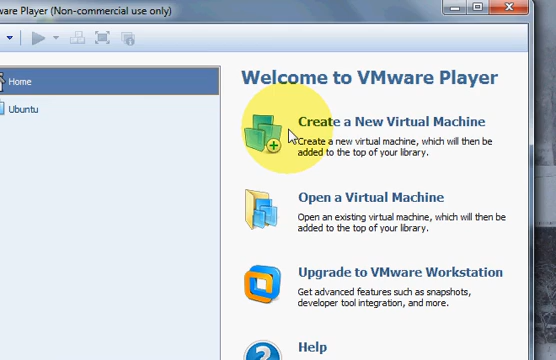 ware Player (Non-commercial use only)
Home
Ubuntu
Welcome to VMware Player
Create a New Virtual Machine
Create a new virtual machine, which will then be
added to the top of your library.
Open a Virtual Machine
Open an existing virtual machine, which will then be
added to the top of your library.
Upgrade to VMware Workstation
Get advanced features such as snapshots,
developer tool integration, and more.
Help